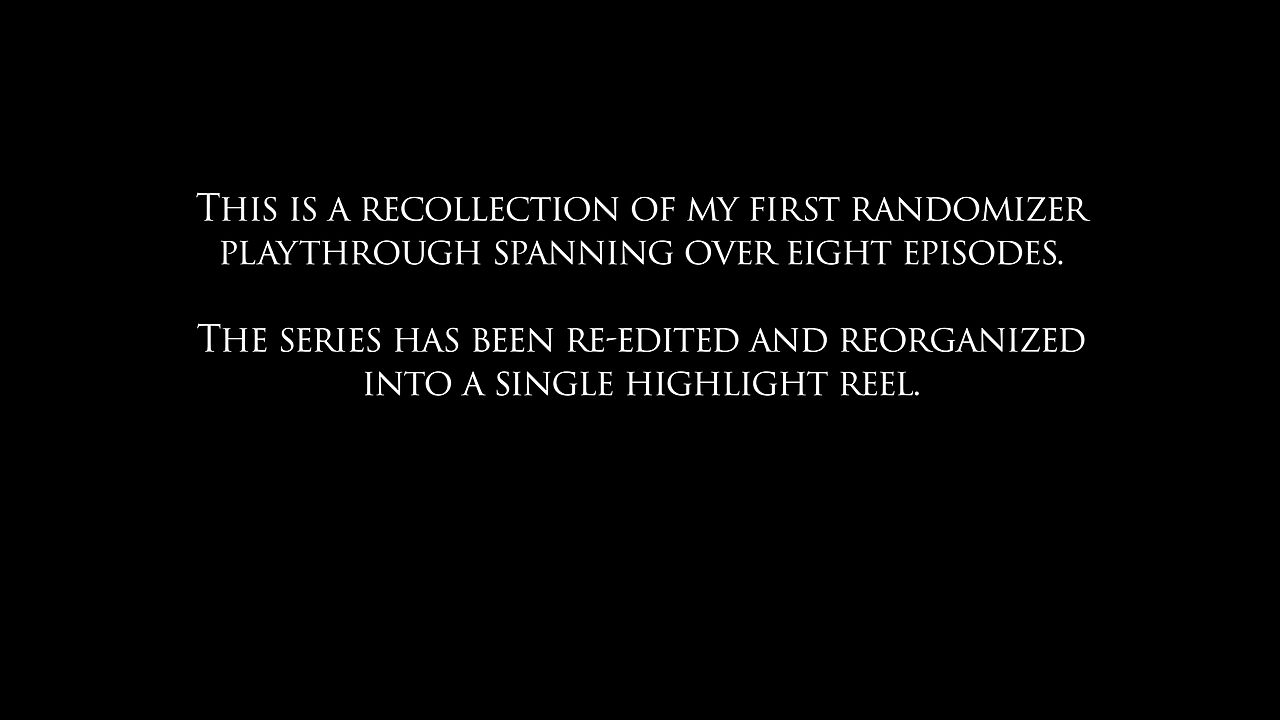 This is a recollection of my first randomizer
playthrough spanning over eight episodes.
The series has been re-edited and reorganized
into a single highlight reel.